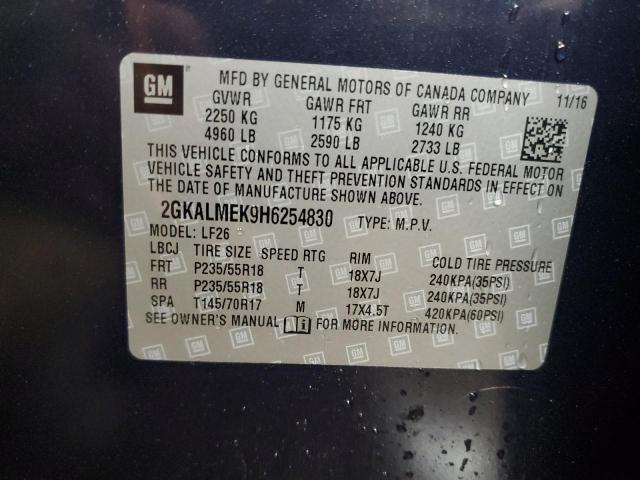 GM
MFD BY GENERAL MOTORS OF CANADA COMPANY 11/16
GVWR GAWR FRT GAWR RR
2250 KG 1175 KG 1240 KG
4960 LB 2590 LB 2733 LB
THIS VEHICLE CONFORMS TO ALL APPLICABLE U.S. FEDERAL MOTOR
VEHICLE SAFETY AND THEFT PREVENTION STANDARDS IN EFFECT ON
THE DATE OF MANUFACTURE SHOWN ABOVE.
2GKALMEK9H6254830 TYPE: M.P.V.
MODEL: LF26
LBCJ TIRE SIZE SPEED RTG RIM COLD TIRE PRESSURE
FRT P235/55R18 T 18X7J 240KPA(35PSI)
RR P235/55R18 T 18X7J 240KPA(35PSI)
SPA T145/70R17 M 17X4.5T 420KPA(60PSI)
SEE OWNER'S MANUAL FOR MORE INFORMATION.